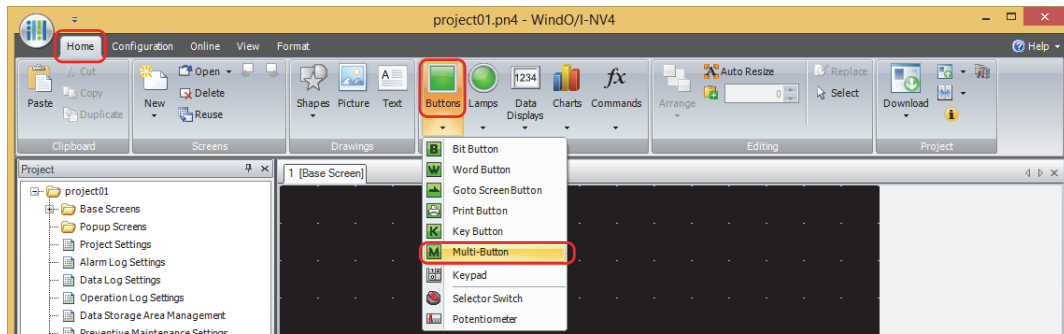 project01.pn4 - WindO/I-NV4
Home Configuration Online View Format Help
Paste
Cut
Copy
Duplicate
Clipboard
New
Open
Delete
Reuse
Screens
Shapes Picture Text
Drawings
Buttons Lamps Data Displays Charts Commands
1234
fx
Arrange
Auto Resize
0
Replace
Select
Editing
Download
Project
Bit Button
Word Button
Goto Screen Button
Print Button
Key Button
Multi-Button
Keypad
Selector Switch
Potentiometer
Project
project01
Base Screens
Popup Screens
Project Settings
Alarm Log Settings
Data Log Settings
Operation Log Settings
Data Storage Area Management
Preventive Maintenance Settings
1 [Base Screen]